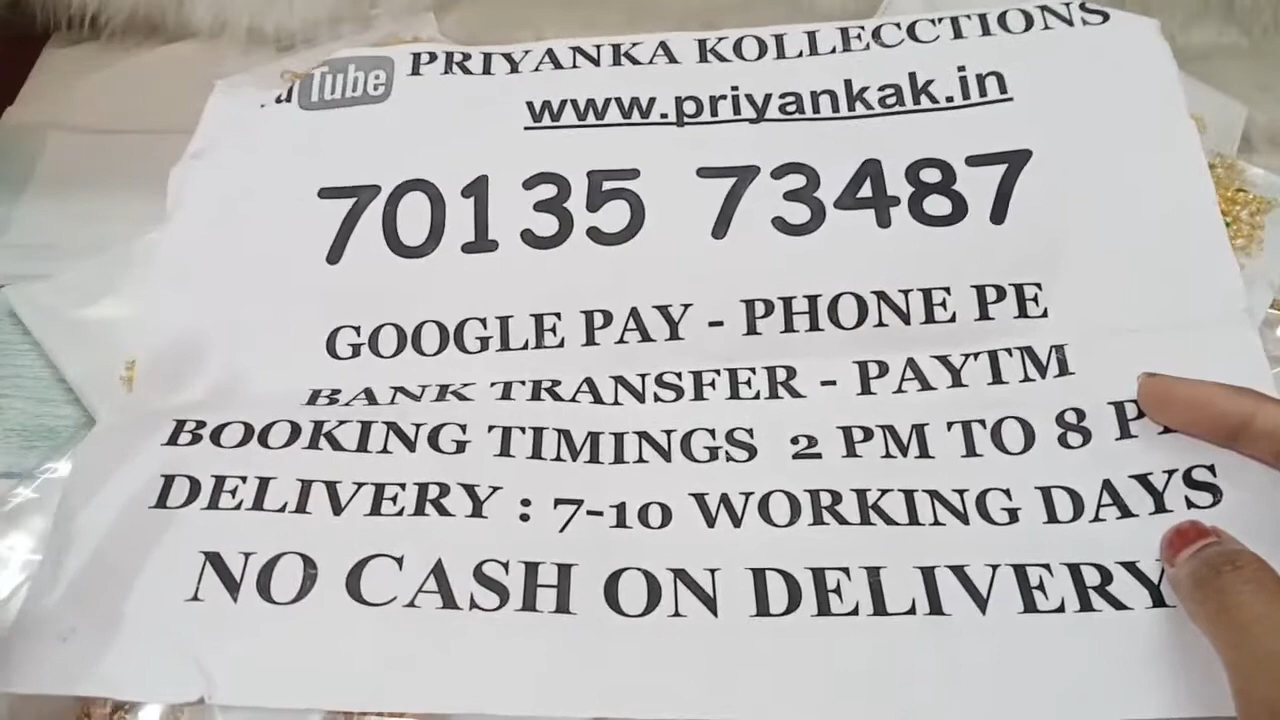 Tube PRIYANKA KOLLECCTIONS
www.priyankak.in
70135 73487
GOOGLE PAY - PHONE PE
BANK TRANSFER - PAYTM
BOOKING TIMINGS 2 PM TO 8 P
DELIVERY : 7-10 WORKING DAYS
NO CASH ON DELIVERY